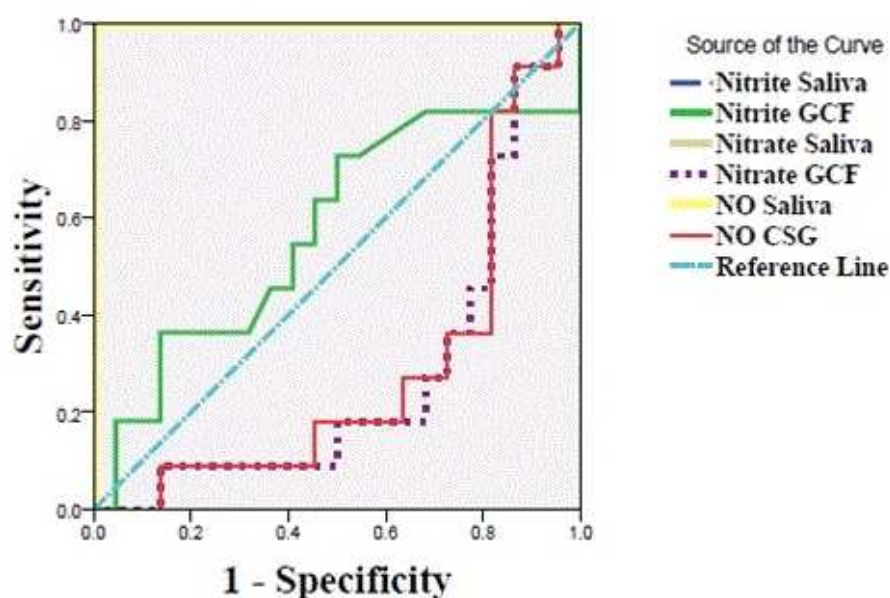 1.0
0.8
0.6
0.4
0.2
0.0
Sensitivity
0.0 0.2 0.4 0.6 0.8 1.0
1 - Specificity
Source of the Curve
Nitrite Saliva
Nitrite GCF
Nitrate Saliva
Nitrate GCF
NO Saliva
NO CSG
Reference Line